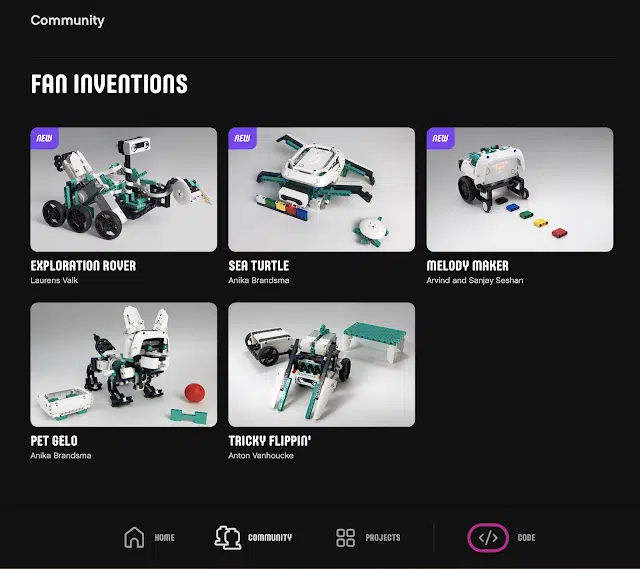 Community
FAN INVENTIONS
NEW
NEW
NEW
EXPLORATION ROVER
Laurens Valk
SEA TURTLE
Anika Brandsma
MELODY MAKER
Arvind and Sanjay Seshan
PET GELO
Anika Brandsma
TRICKY FLIPPIN'
Anton Vanhoucke
HOME
COMMUNITY
PROJECTS
</>
CODE